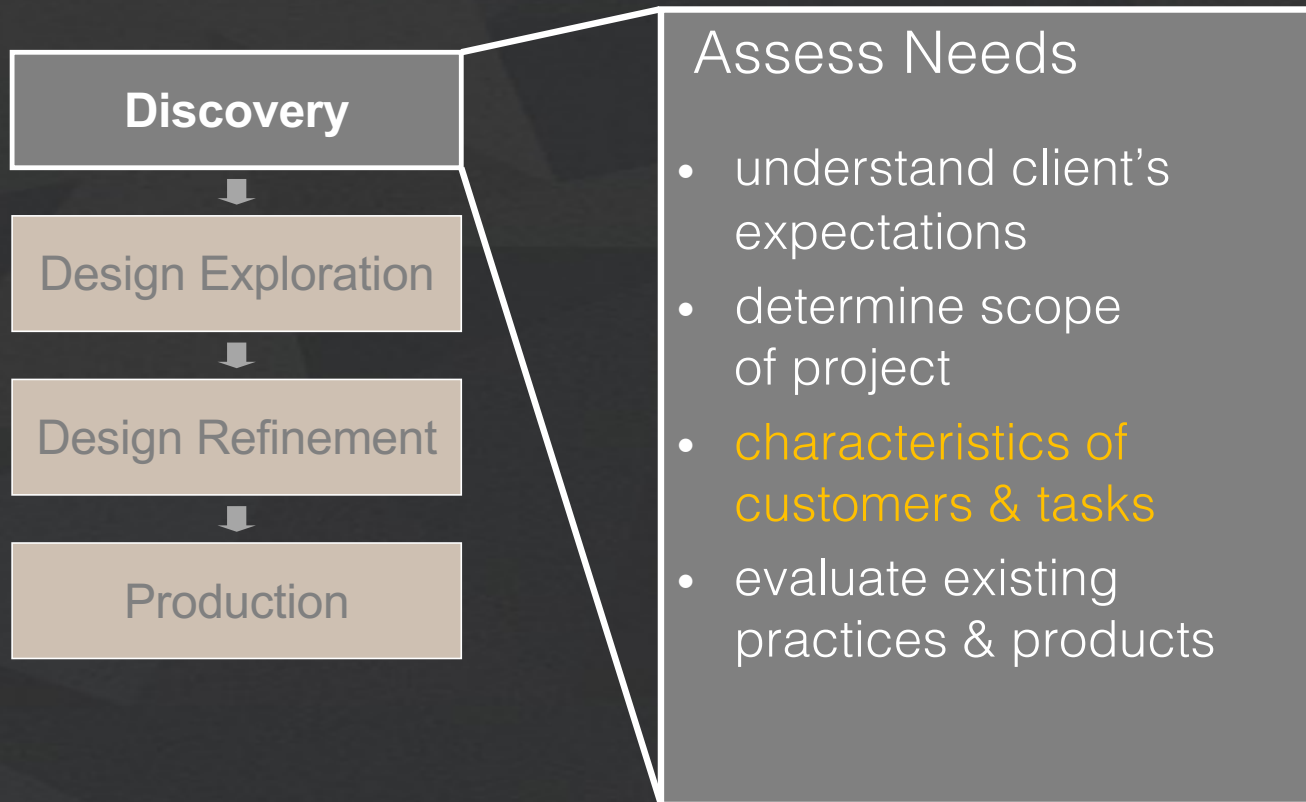 Discovery
Design Exploration
Design Refinement
Production
Assess Needs
• understand client’s
expectations
• determine scope
of project
• characteristics of
customers & tasks
• evaluate existing
practices & products